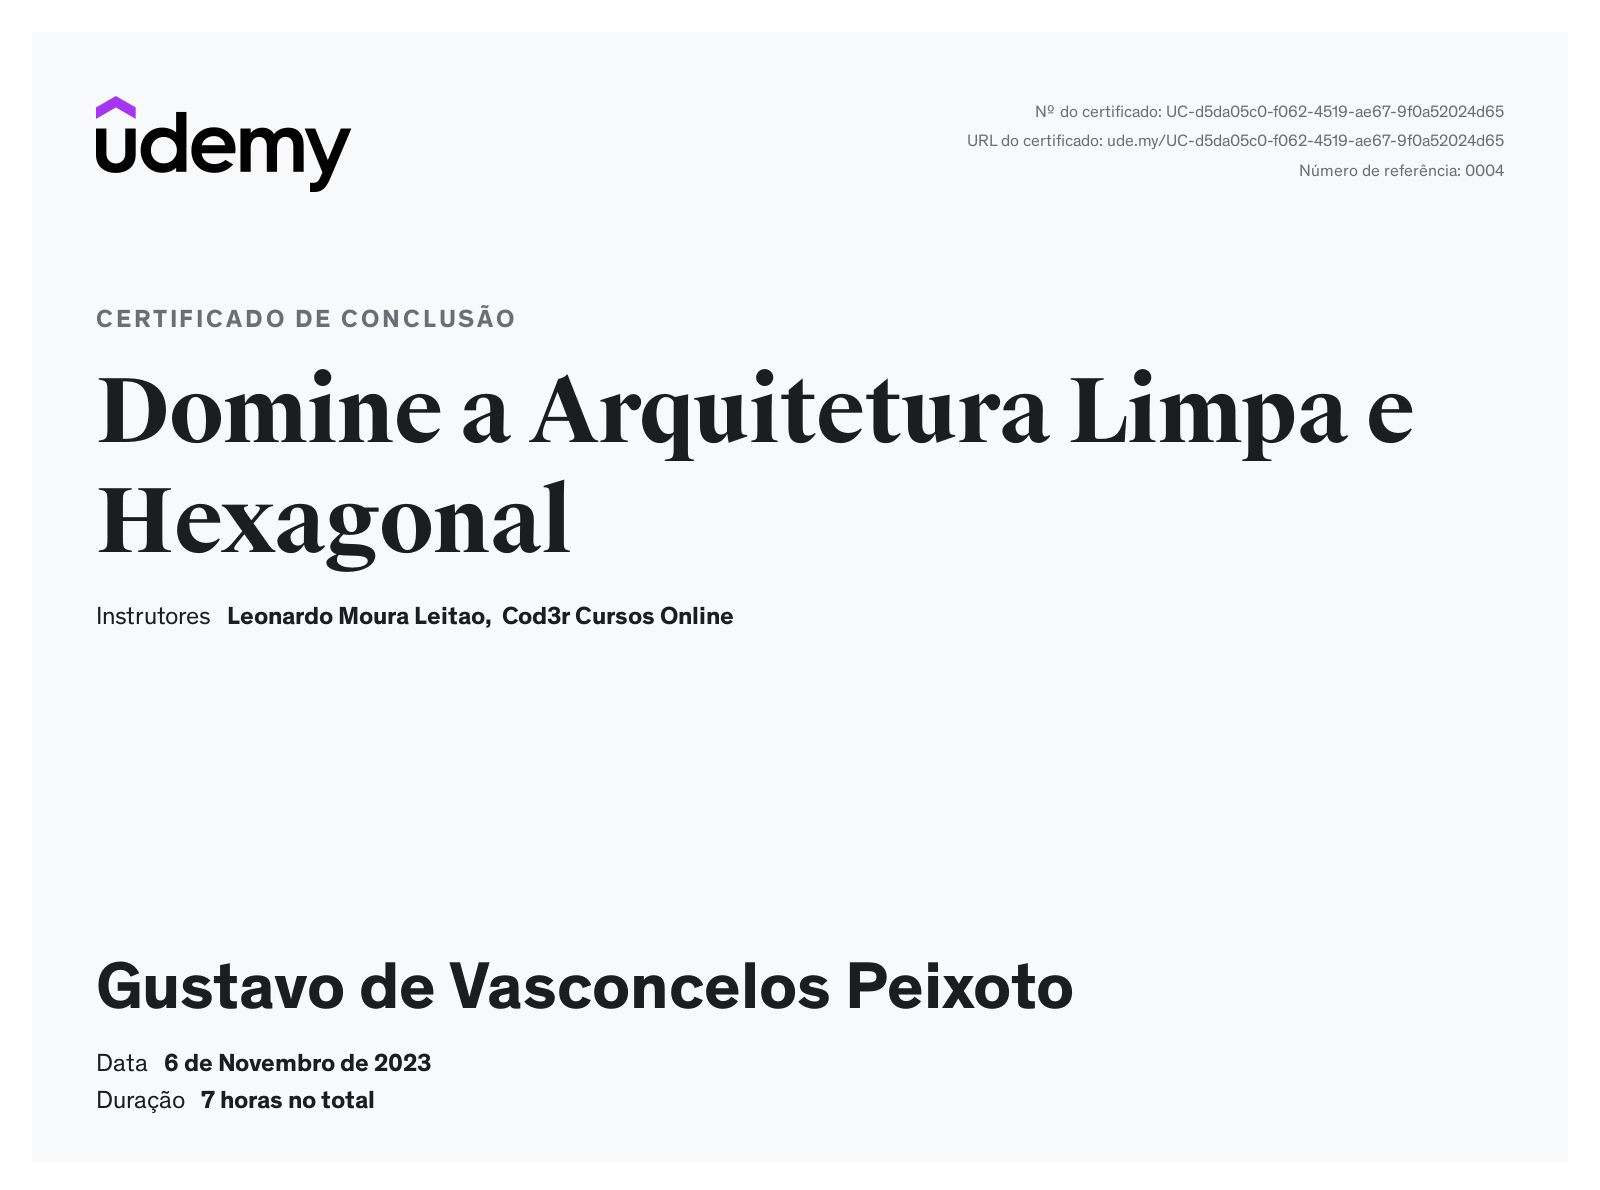 udemy
Nº do certificado: UC-d5da05c0-f062-4519-ae67-9f0a52024d65
URL do certificado: ude.my/UC-d5da05c0-f062-4519-ae67-9f0a52024d65
Número de referência: 0004
CERTIFICADO DE CONCLUSÃO
Domine a Arquitetura Limpa e
Hexagonal
Instrutores Leonardo Moura Leitao, Cod3r Cursos Online
Gustavo de Vasconcelos Peixoto
Data 6 de Novembro de 2023
Duração 7 horas no total